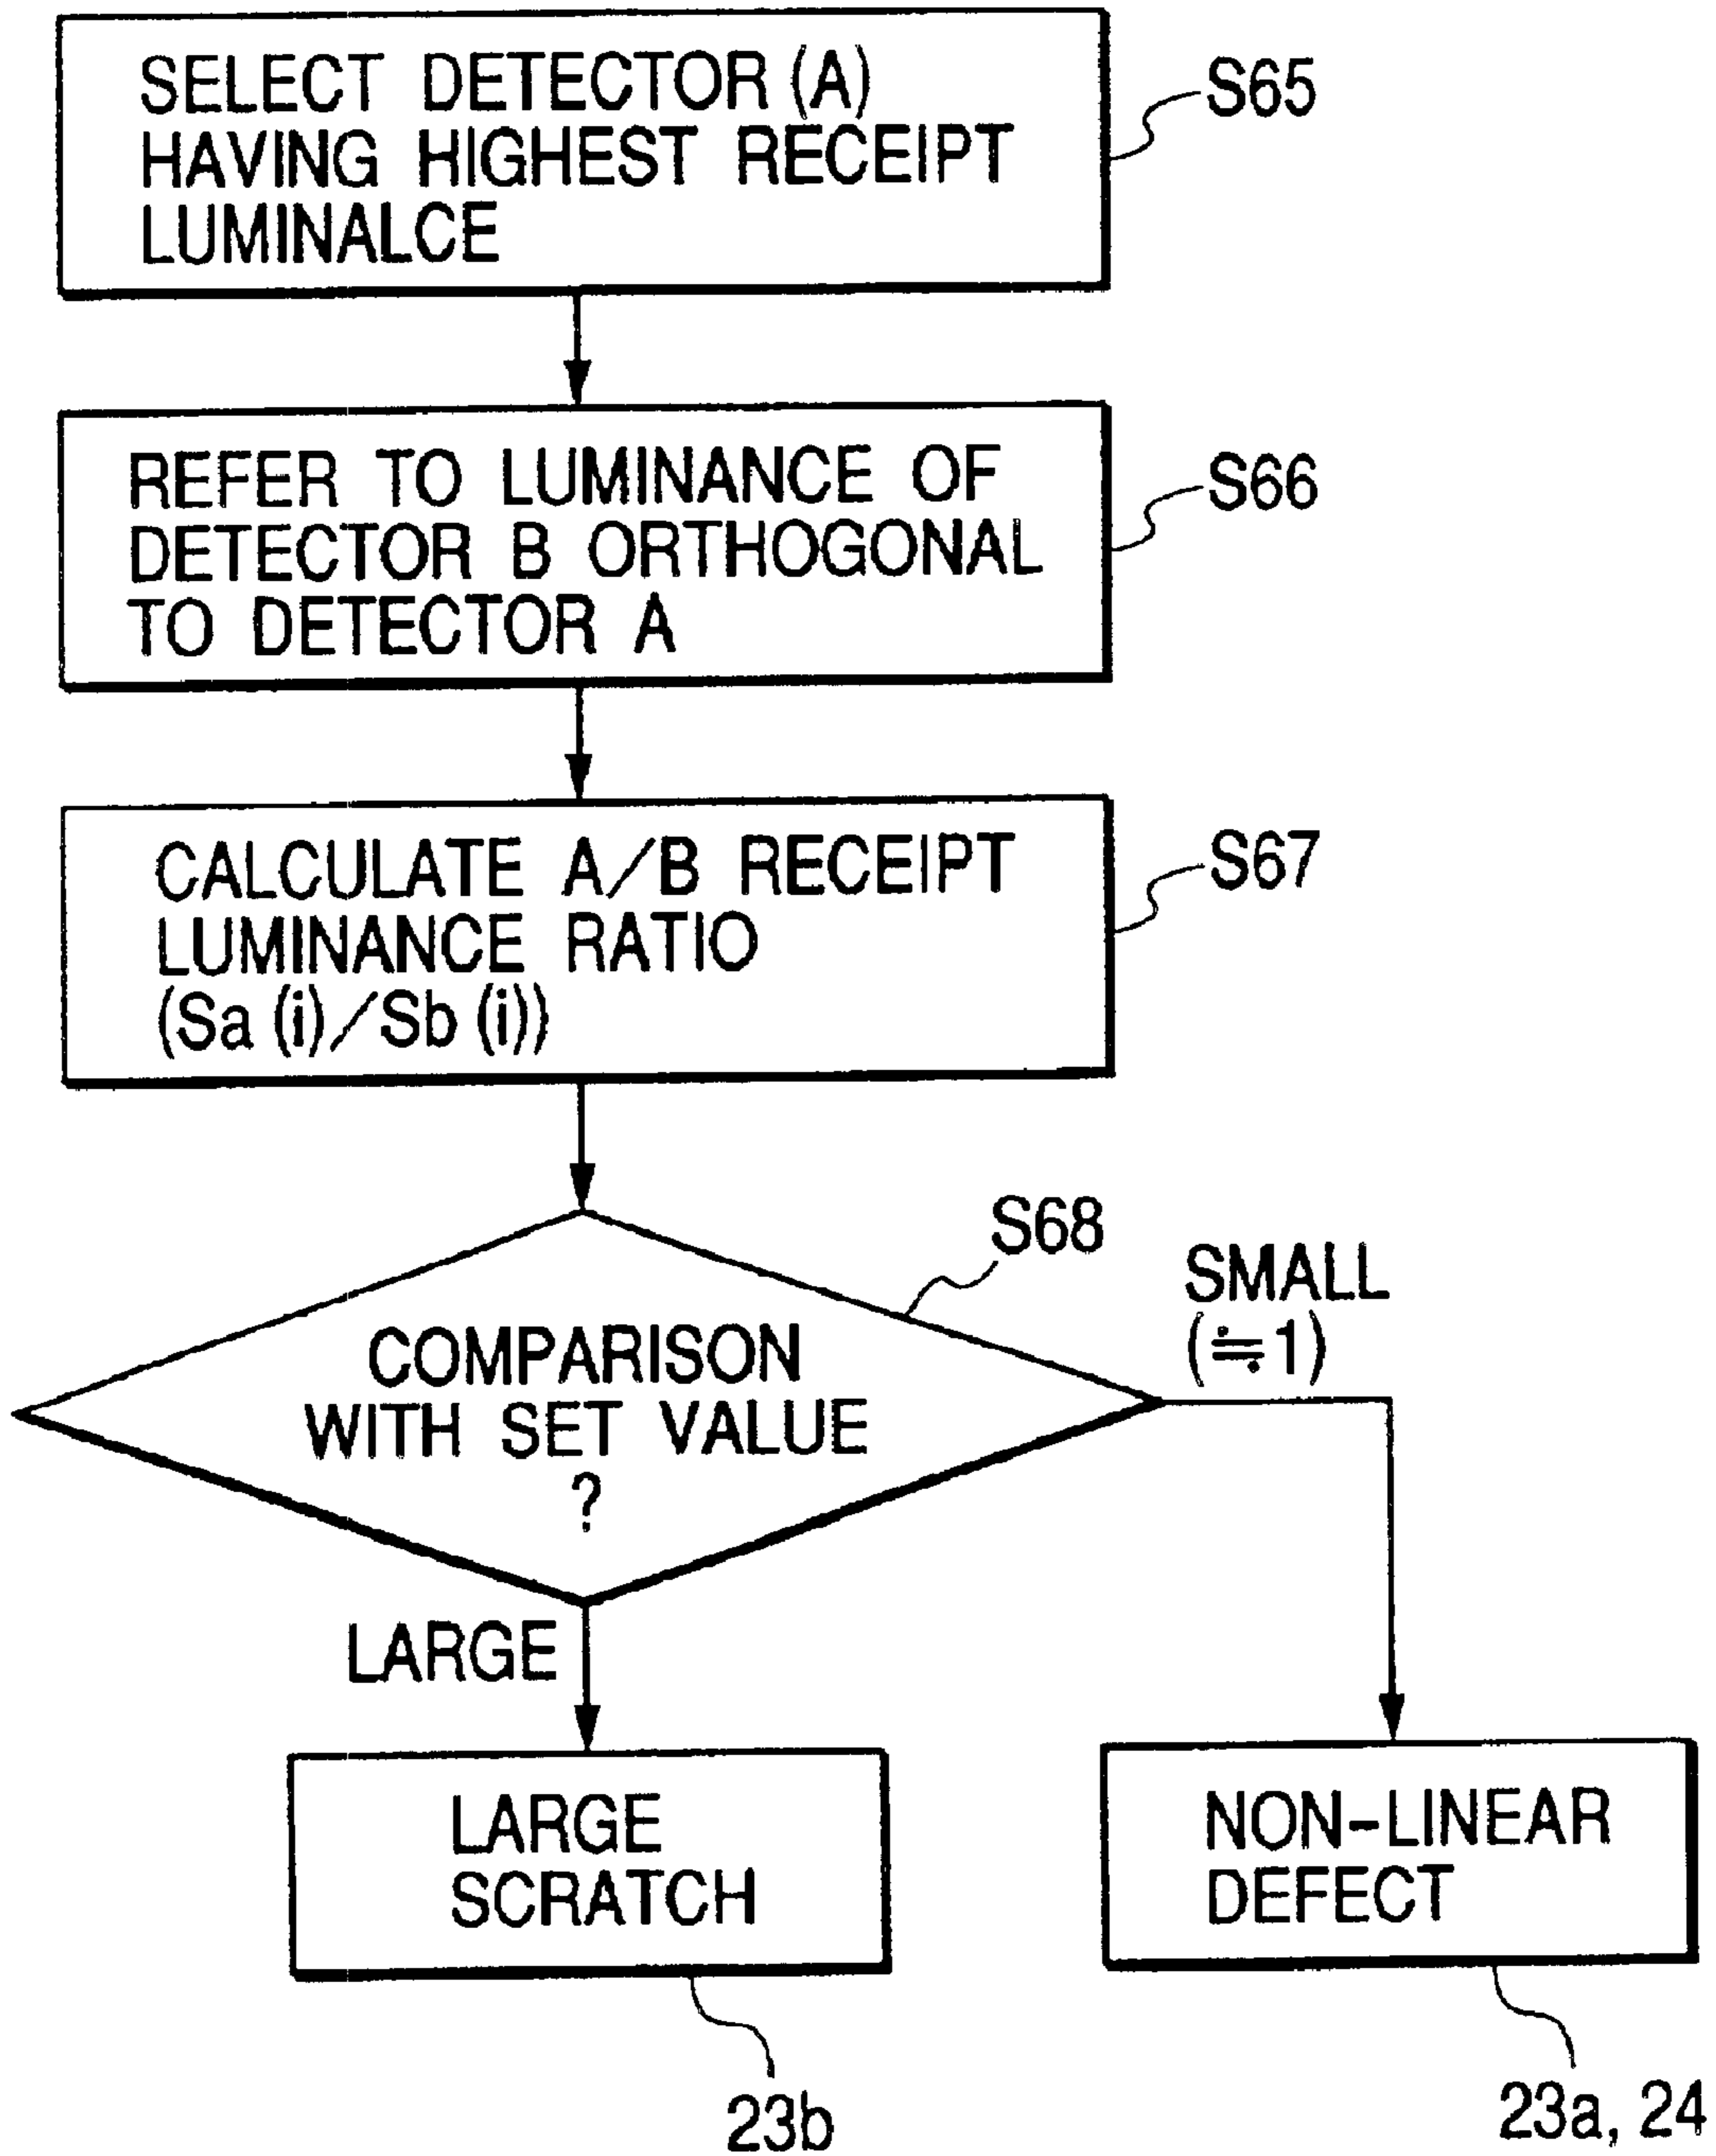 SELECT DETECTOR (A)
HAVING HIGHEST RECEIPT
LUMINALCE
S65
REFER TO LUMINANCE OF
DETECTOR B ORTHOGONAL
TO DETECTOR A
S66
CALCULATE A/B RECEIPT
LUMINANCE RATIO
(Sa (i)/Sb (i))
S67
S68
COMPARISON
WITH SET VALUE
?
SMALL
(≒1)
LARGE
LARGE
SCRATCH
NON-LINEAR
DEFECT
23b
23a, 24